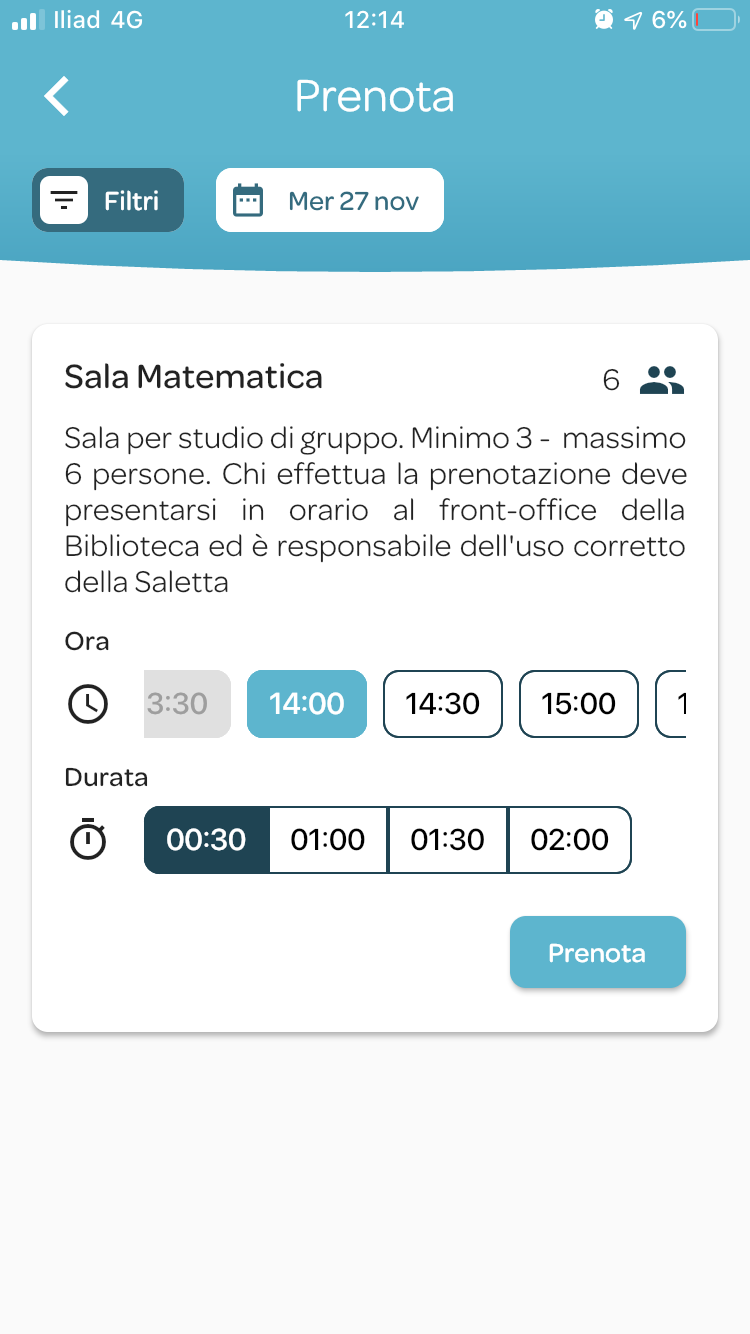 Iliad 4G 12:14 6%
Prenota
Filtri Mer 27 nov
Sala Matematica 6
Sala per studio di gruppo. Minimo 3 - massimo
6 persone. Chi effettua la prenotazione deve
presentarsi in orario al front-office della
Biblioteca ed è responsabile dell'uso corretto
della Saletta
Ora
3:30 14:00 14:30 15:00 1
Durata
00:30 01:00 01:30 02:00
Prenota